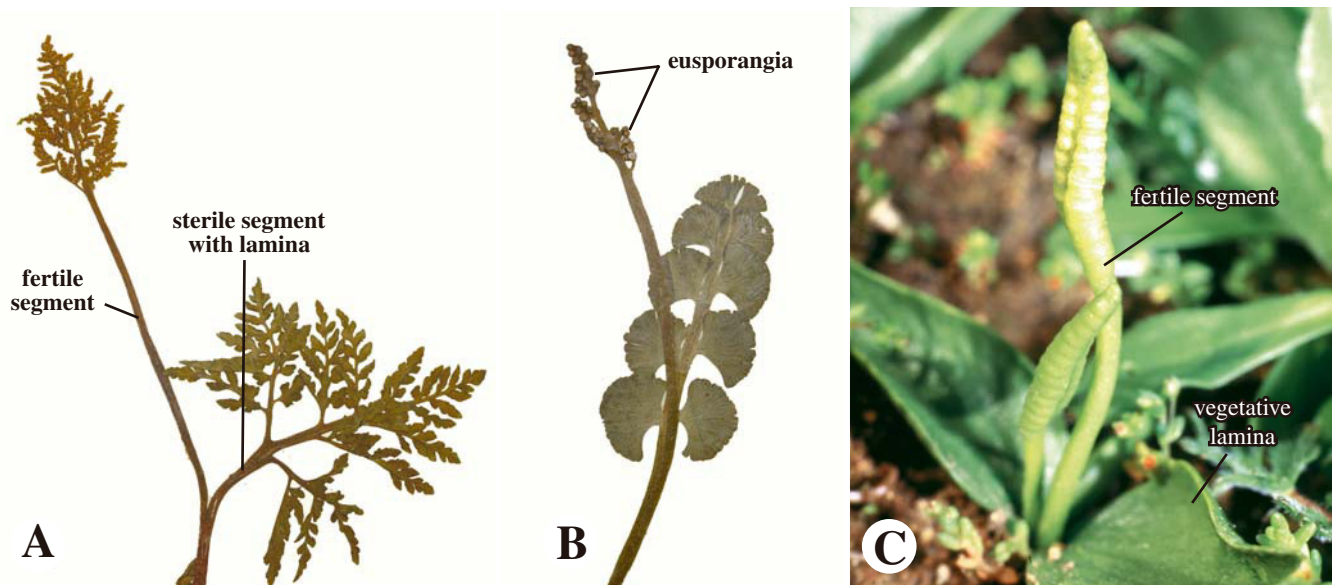 fertile
segment
sterile segment
with lamina
A
eusporangia
B
fertile segment
vegetative
lamina
C